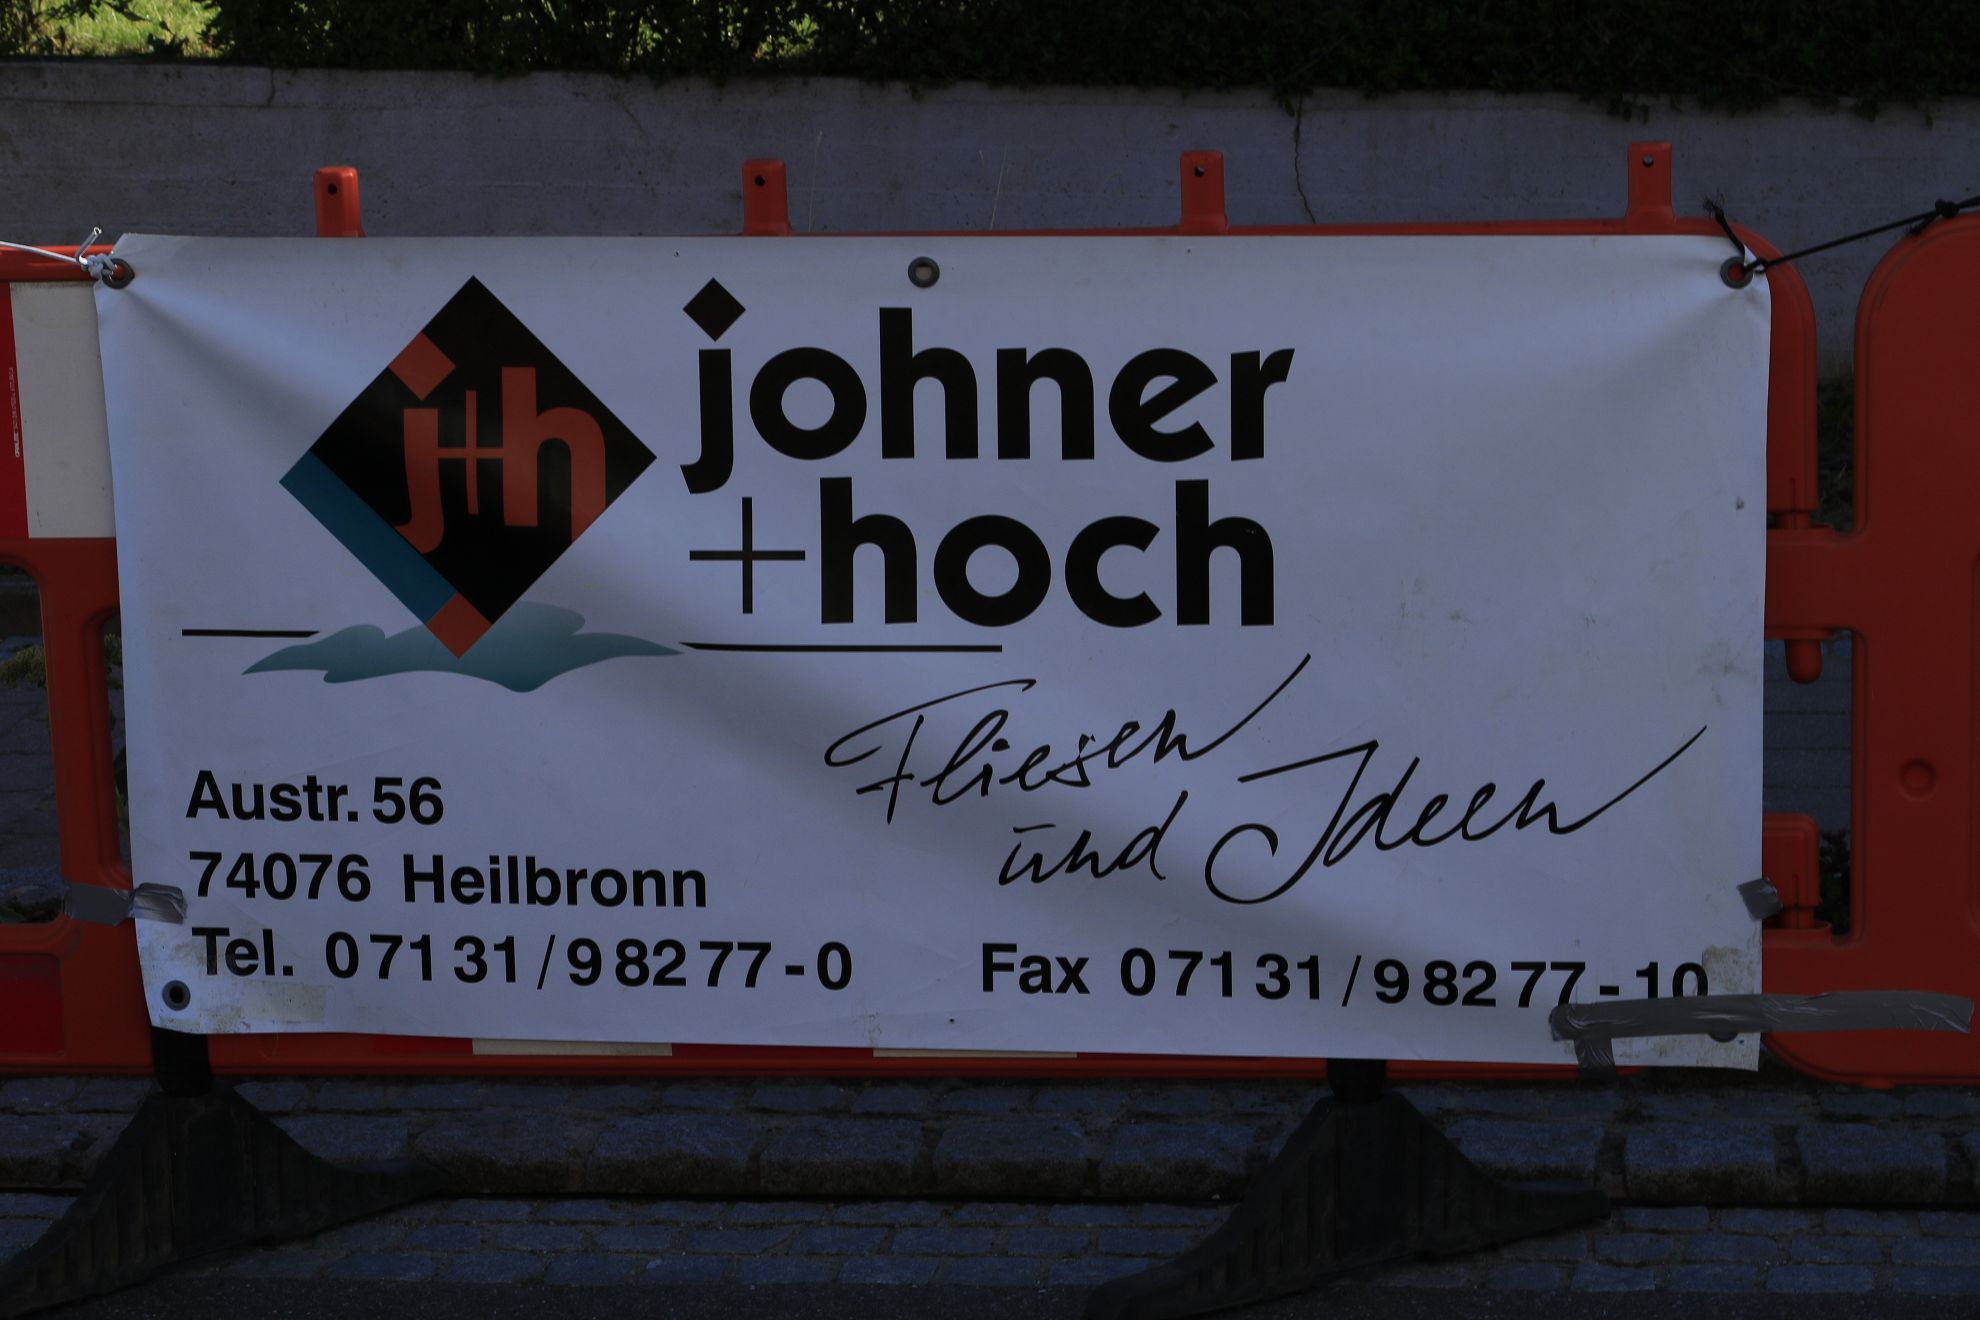 j+h
johner
+hoch
Fliesen
und Ideen
Austr. 56
74076 Heilbronn
Tel. 07131/98277-0
Fax 07131/98277-10